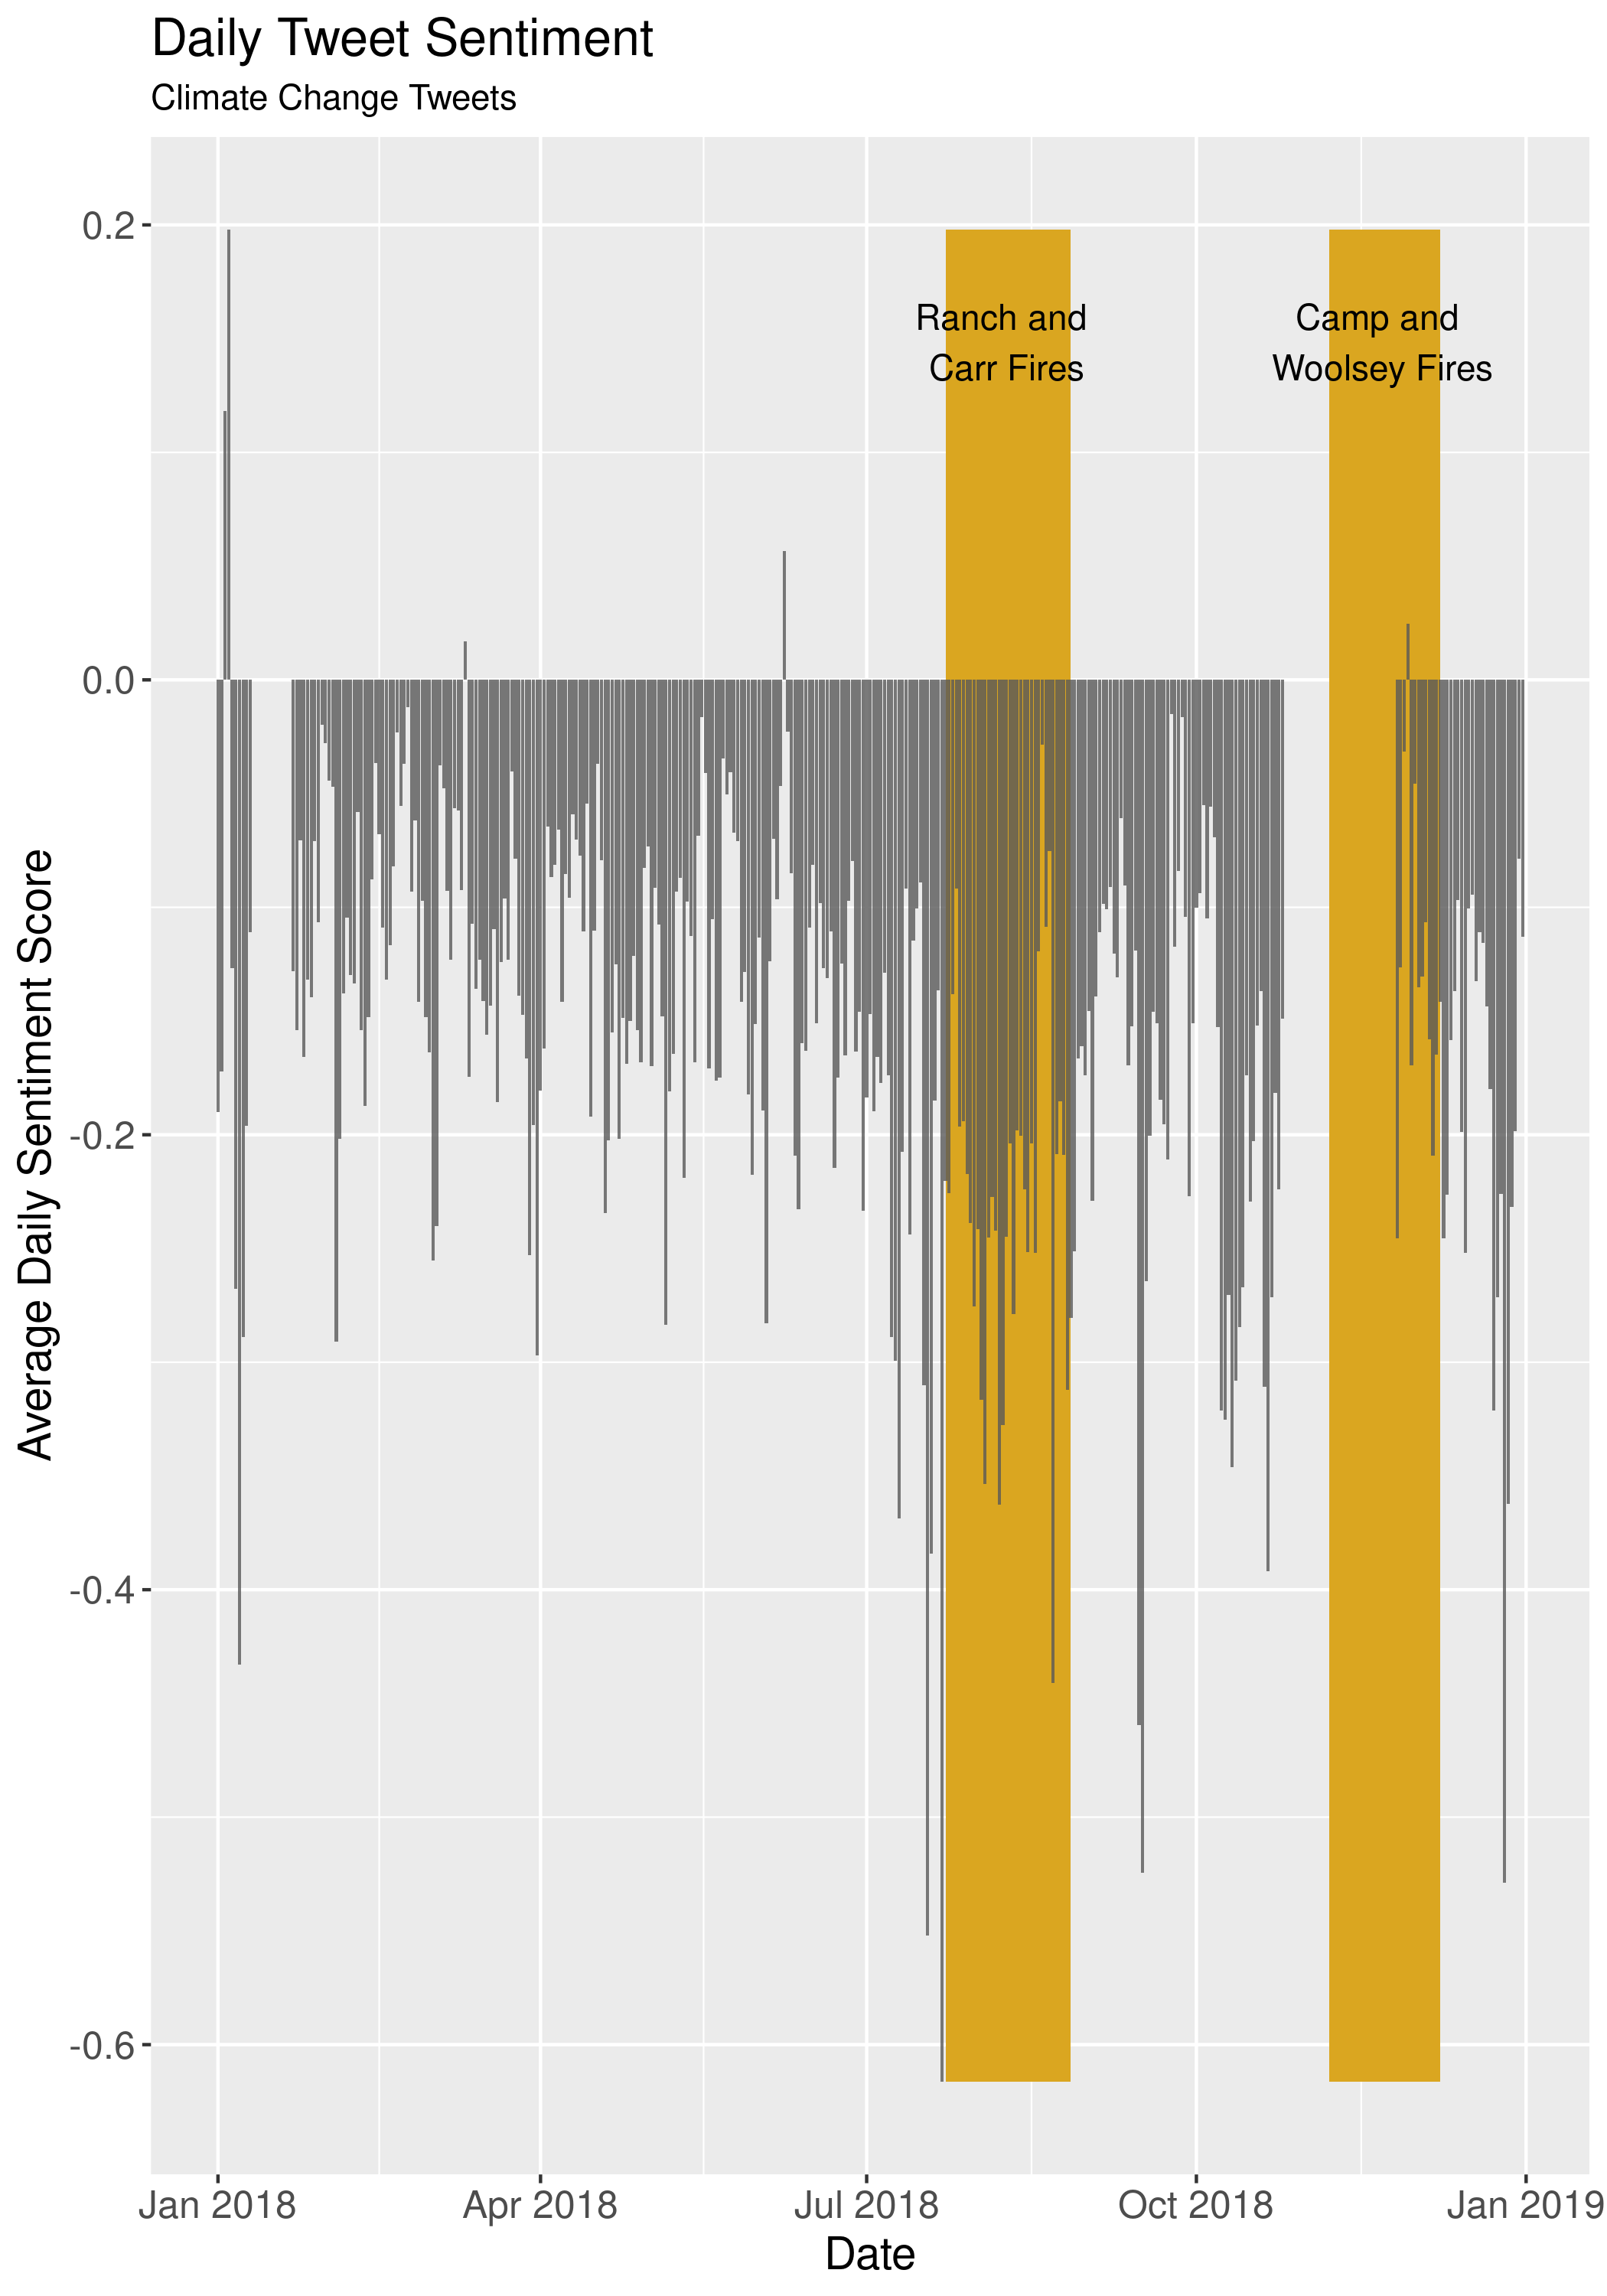 Daily Tweet Sentiment
Climate Change Tweets
Average Daily Sentiment Score
0.2
0.0
-0.2
-0.4
-0.6
Ranch and
Carr Fires
Camp and
Woolsey Fires
Jan 2018
Apr 2018
Jul 2018
Oct 2018
Jan 2019
Date